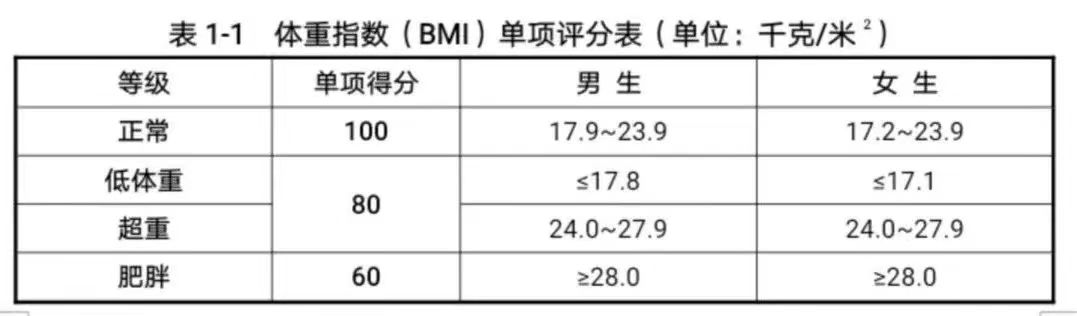 表 1-1 体重指数（BMI）单项评分表（单位：千克/米²）
等级 单项得分 男 生 女 生
正常 100 17.9~23.9 17.2~23.9
低体重 80 ≤17.8 ≤17.1
超重 24.0~27.9 24.0~27.9
肥胖 60 ≥28.0 ≥28.0